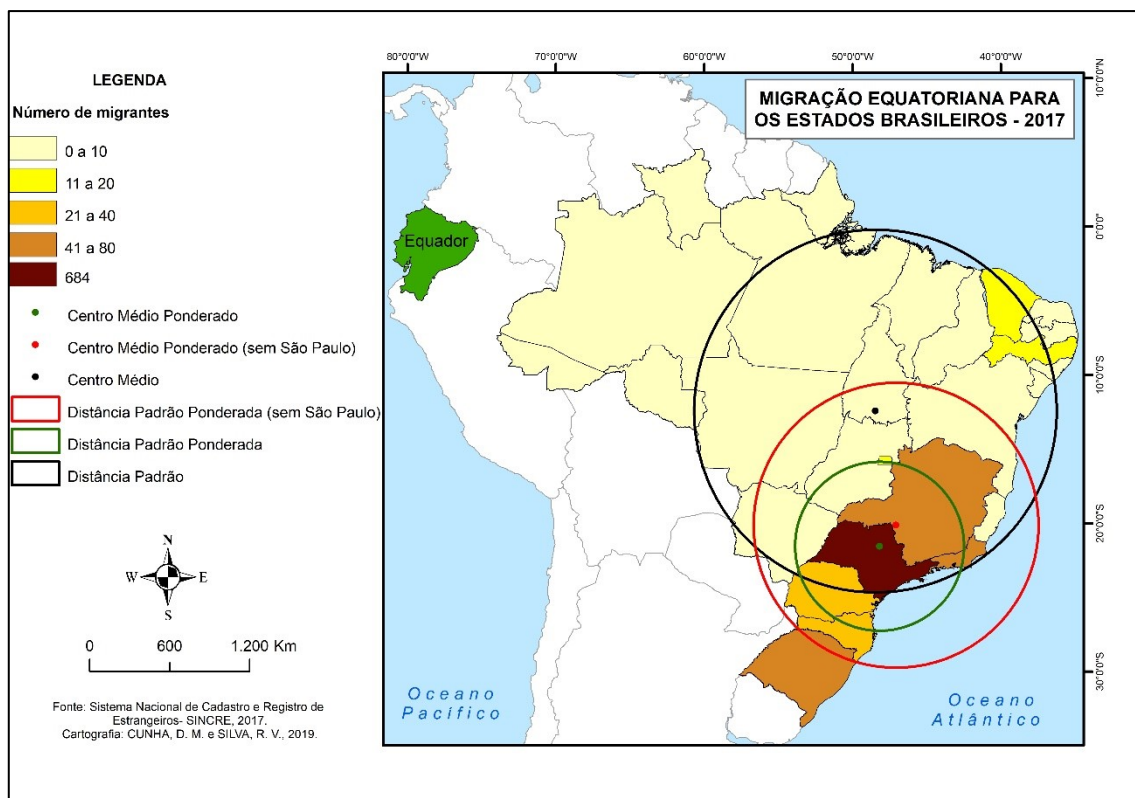 80°0'0"W
70°0'0"W
60°0'0"W
50°0'0"W
40°0'0"W
MIGRAÇÃO EQUATORIANA PARA
OS ESTADOS BRASILEIROS - 2017
10°0'0"N
0°0'0"
10°0'0"S
20°0'0"S
30°0'0"S
LEGENDA
Número de migrantes
0 a 10
11 a 20
21 a 40
41 a 80
684
Centro Médio Ponderado
Centro Médio Ponderado (sem São Paulo)
Centro Médio
Distância Padrão Ponderada (sem São Paulo)
Distância Padrão Ponderada
Distância Padrão
N
W E
S
0 600 1.200 Km
Fonte: Sistema Nacional de Cadastro e Registro de
Estrangeiros- SINCRE, 2017.
Cartografia: CUNHA, D. M. e SILVA, R. V., 2019.
Equador
Oceano
Pacífico
Oceano
Atlântico